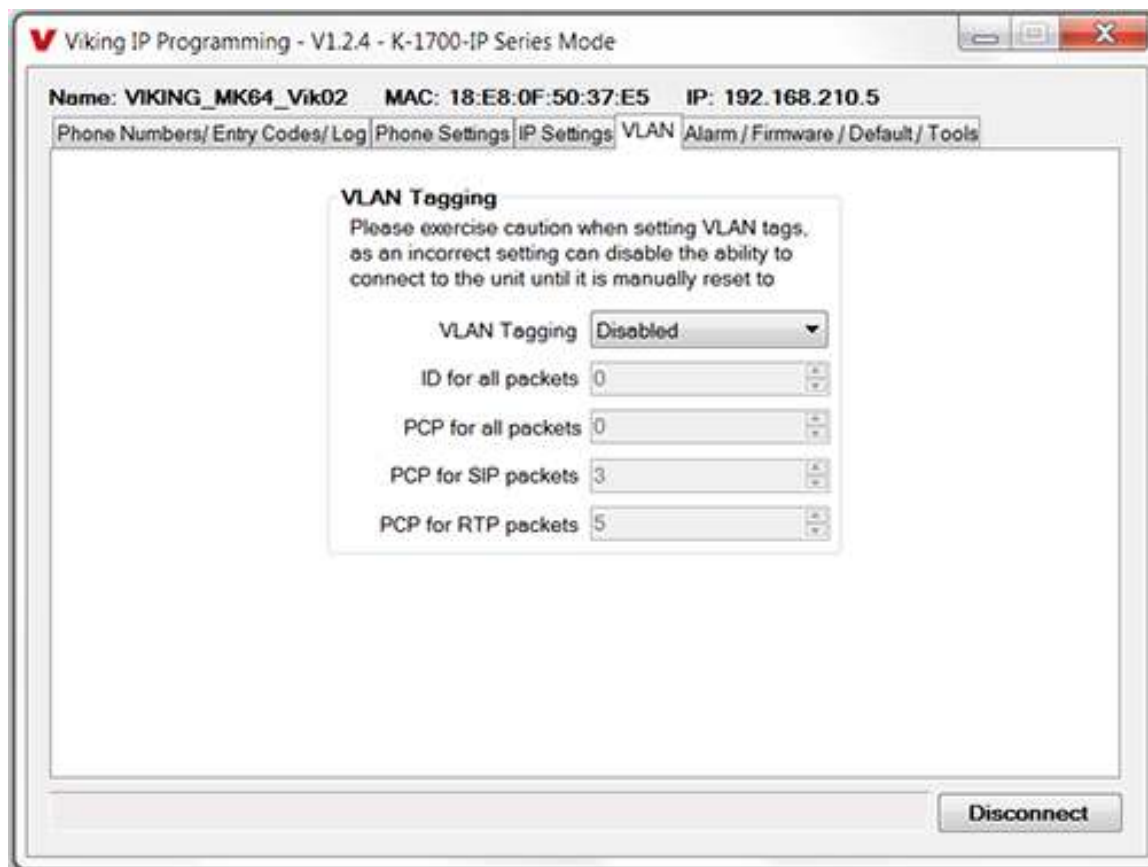 Viking IP Programming - V1.2.4 - K-1700-IP Series Mode
Name: VIKING_MK64_Vik02 MAC: 18:E8:0F:50:37:E5 IP: 192.168.210.5
Phone Numbers/ Entry Codes/ Log Phone Settings IP Settings VLAN Alarm / Firmware / Default / Tools
VLAN Tagging
Please exercise caution when setting VLAN tags,
as an incorrect setting can disable the ability to
connect to the unit until it is manually reset to
VLAN Tagging Disabled
ID for all packets 0
PCP for all packets 0
PCP for SIP packets 3
PCP for RTP packets 5
Disconnect